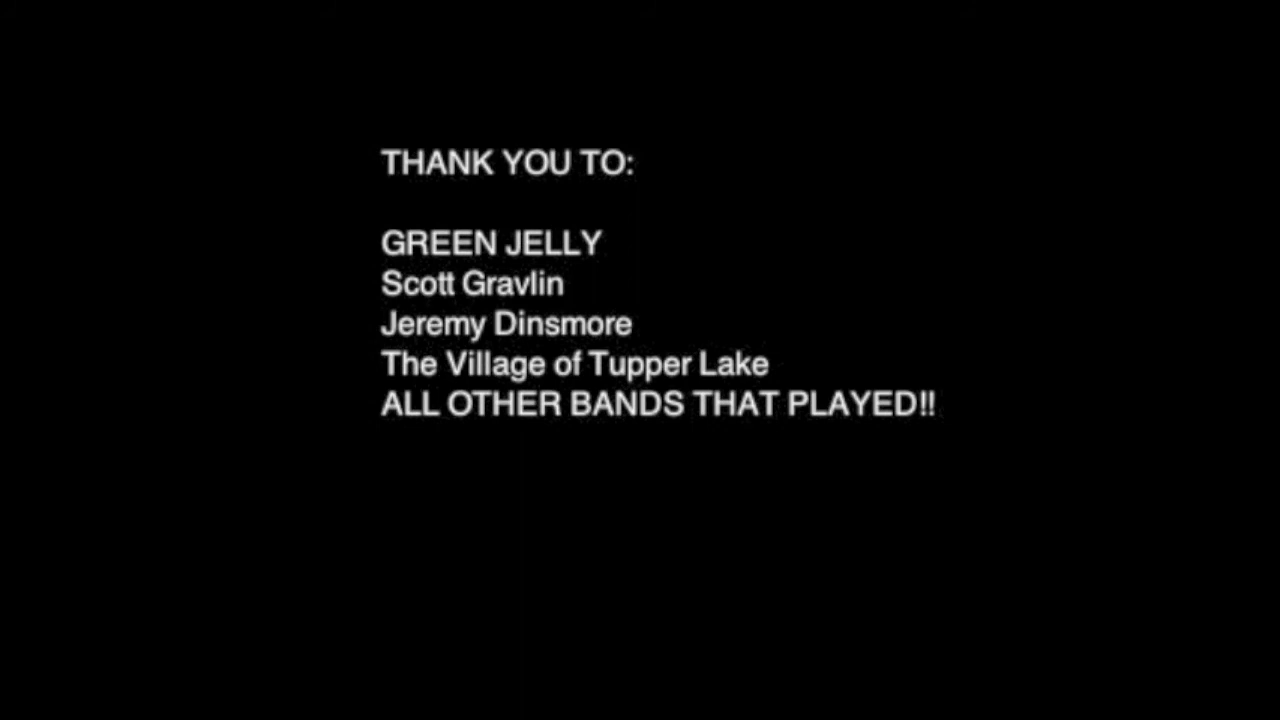 THANK YOU TO:
GREEN JELLY
Scott Gravlin
Jeremy Dinsmore
The Village of Tupper Lake
ALL OTHER BANDS THAT PLAYED!!